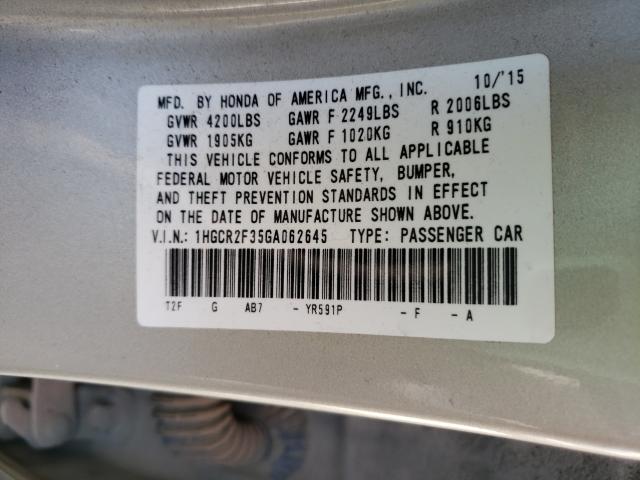 MFD. BY HONDA OF AMERICA MFG., INC. 10/'15
GVWR 4200LBS GAWR F 2249LBS R 2006LBS
GVWR 1905KG GAWR F 1020KG R 910KG
THIS VEHICLE CONFORMS TO ALL APPLICABLE
FEDERAL MOTOR VEHICLE SAFETY, BUMPER,
AND THEFT PREVENTION STANDARDS IN EFFECT
ON THE DATE OF MANUFACTURE SHOWN ABOVE.
V.I.N.: 1HGCR2F35GA062645 TYPE: PASSENGER CAR
T2F G AB7 - YR591P - F - A